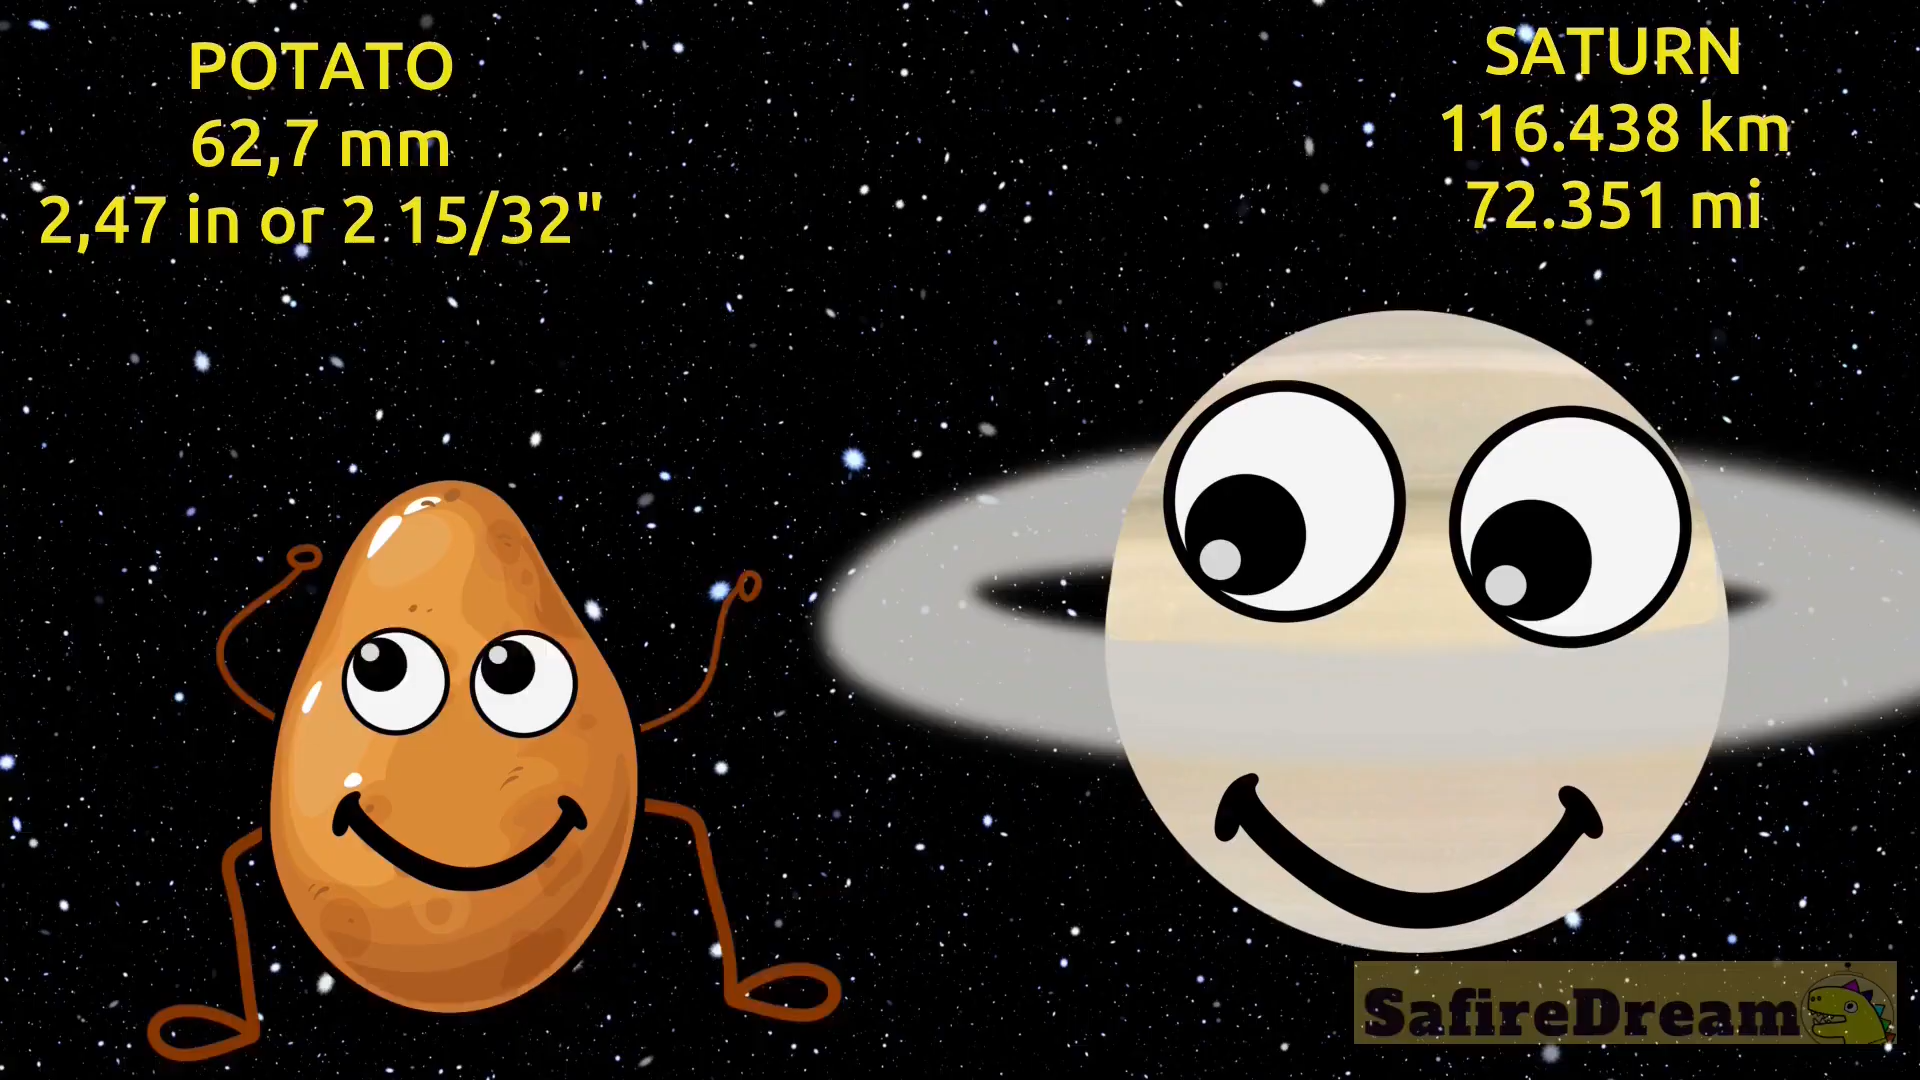 POTATO
62,7 mm
2,47 in or 2 15/32"
SATURN
116.438 km
72.351 mi
SafireDream